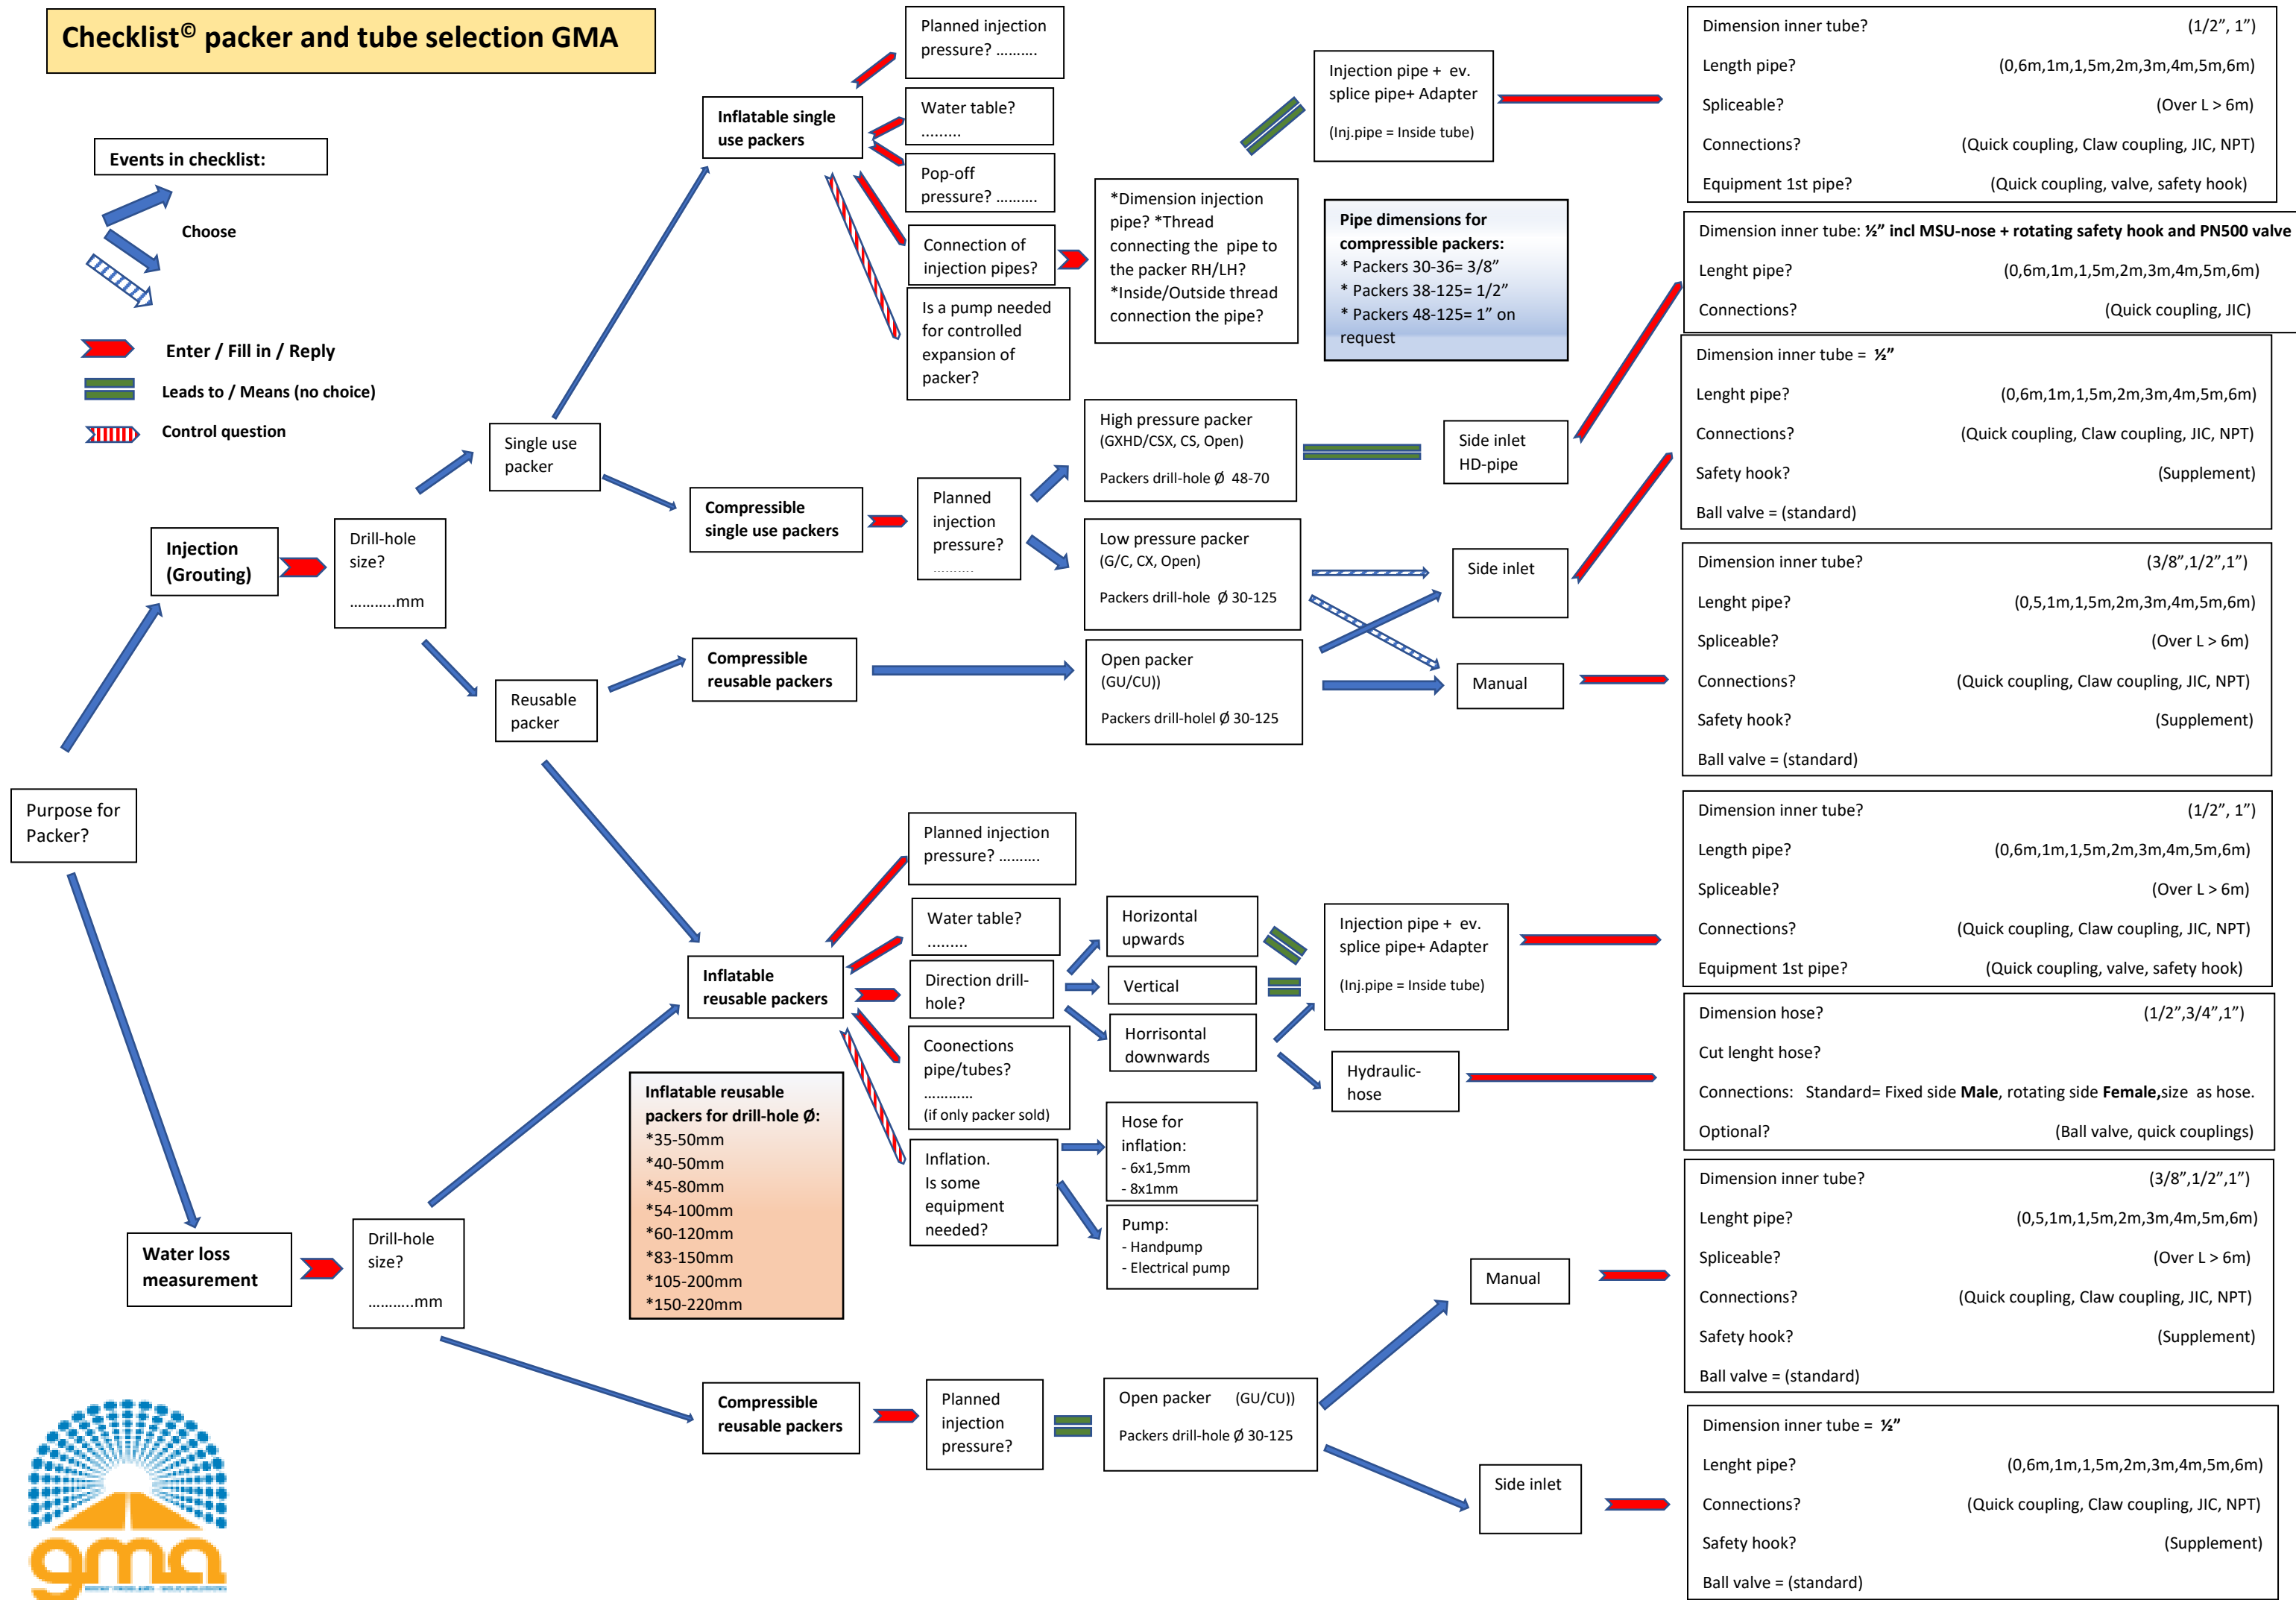 Checklist© packer and tube selection GMA
Events in checklist:
Choose
Enter / Fill in / Reply
Leads to / Means (no choice)
Control question
Purpose for
Packer?
Injection
(Grouting)
Drill-hole
size?
...........mm
Single use
packer
Reusable
packer
Inflatable single
use packers
Planned injection
pressure? ..........
Water table?
.........
Pop-off
pressure? ..........
Connection of
injection pipes?
Is a pump needed
for controlled
expansion of
packer?
*Dimension injection
pipe? *Thread
connecting the pipe to
the packer RH/LH?
*Inside/Outside thread
connection the pipe?
Injection pipe + ev.
splice pipe+ Adapter
(Inj.pipe = Inside tube)
Pipe dimensions for
compressible packers:
* Packers 30-36= 3/8”
* Packers 38-125= 1/2”
* Packers 48-125= 1” on
request
Compressible
single use packers
Planned
injection
pressure?
..........
High pressure packer
(GXHD/CSX, CS, Open)
Packers drill-hole Ø 48-70
Low pressure packer
(G/C, CX, Open)
Packers drill-hole Ø 30-125
Side inlet
HD-pipe
Side inlet
Manual
Compressible
reusable packers
Open packer
(GU/CU))
Packers drill-holel Ø 30-125
Dimension inner tube? (1/2”, 1”)
Length pipe? (0,6m,1m,1,5m,2m,3m,4m,5m,6m)
Spliceable? (Over L > 6m)
Connections? (Quick coupling, Claw coupling, JIC, NPT)
Equipment 1st pipe? (Quick coupling, valve, safety hook)
Dimension inner tube: ½” incl MSU-nose + rotating safety hook and PN500 valve
Lenght pipe? (0,6m,1m,1,5m,2m,3m,4m,5m,6m)
Connections? (Quick coupling, JIC)
Dimension inner tube = ½”
Lenght pipe? (0,6m,1m,1,5m,2m,3m,4m,5m,6m)
Connections? (Quick coupling, Claw coupling, JIC, NPT)
Safety hook? (Supplement)
Ball valve = (standard)
Dimension inner tube? (3/8”,1/2”,1”)
Lenght pipe? (0,5,1m,1,5m,2m,3m,4m,5m,6m)
Spliceable? (Over L > 6m)
Connections? (Quick coupling, Claw coupling, JIC, NPT)
Safety hook? (Supplement)
Ball valve = (standard)
Inflatable
reusable packers
Planned injection
pressure? ..........
Water table?
.........
Direction drill-
hole?
Coonections
pipe/tubes?
............
(if only packer sold)
Inflation.
Is some
equipment
needed?
Horizontal
upwards
Vertical
Horrisontal
downwards
Hose for
inflation:
- 6x1,5mm
- 8x1mm
Pump:
- Handpump
- Electrical pump
Injection pipe + ev.
splice pipe+ Adapter
(Inj.pipe = Inside tube)
Hydraulic-
hose
Inflatable reusable
packers for drill-hole Ø:
*35-50mm
*40-50mm
*45-80mm
*54-100mm
*60-120mm
*83-150mm
*105-200mm
*150-220mm
Dimension inner tube? (1/2”, 1”)
Length pipe? (0,6m,1m,1,5m,2m,3m,4m,5m,6m)
Spliceable? (Over L > 6m)
Connections? (Quick coupling, Claw coupling, JIC, NPT)
Equipment 1st pipe? (Quick coupling, valve, safety hook)
Dimension hose? (1/2”,3/4”,1”)
Cut lenght hose?
Connections: Standard= Fixed side Male, rotating side Female,size as hose.
Optional? (Ball valve, quick couplings)
Water loss
measurement
Drill-hole
size?
...........mm
Compressible
reusable packers
Planned
injection
pressure?
Open packer (GU/CU))
Packers drill-hole Ø 30-125
Manual
Side inlet
Dimension inner tube? (3/8”,1/2”,1”)
Lenght pipe? (0,5,1m,1,5m,2m,3m,4m,5m,6m)
Spliceable? (Over L > 6m)
Connections? (Quick coupling, Claw coupling, JIC, NPT)
Safety hook? (Supplement)
Ball valve = (standard)
Dimension inner tube = ½”
Lenght pipe? (0,6m,1m,1,5m,2m,3m,4m,5m,6m)
Connections? (Quick coupling, Claw coupling, JIC, NPT)
Safety hook? (Supplement)
Ball valve = (standard)
gma